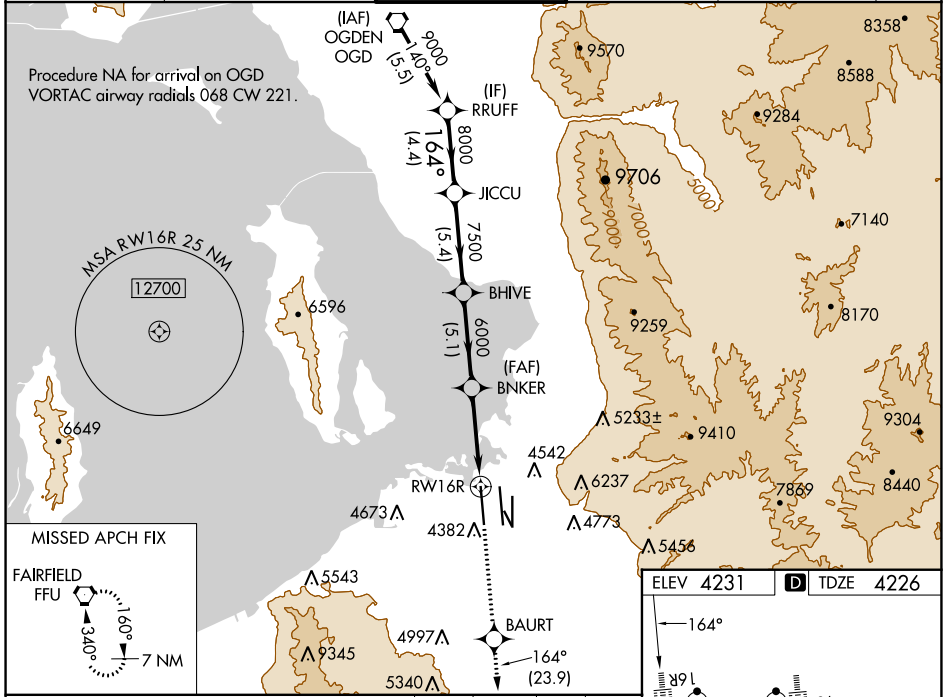 (IAF)
OGDEN
OGD
9000
140°
(5.5)
(IF)
RRUFF
Procedure NA for arrival on OGD
VORTAC airway radials 068 CW 221.
8000
164°
(4.4)
JICCU
7500
(5.4)
BHIVE
6000
(5.1)
(FAF)
BNKER
RW16R
MSA RW16R 25 NM
12700
6596
6649
9570
8358
8588
9284
9706
5000
7000
9000
7140
8170
9259
5233±
9410
9304
8440
7869
4542
6237
4773
5456
4673
4382
5543
9345
4997
5340
BAURT
164°
(23.9)
MISSED APCH FIX
FAIRFIELD
FFU
340°
160°
7 NM
ELEV 4231
D
TDZE 4226
164°
16R